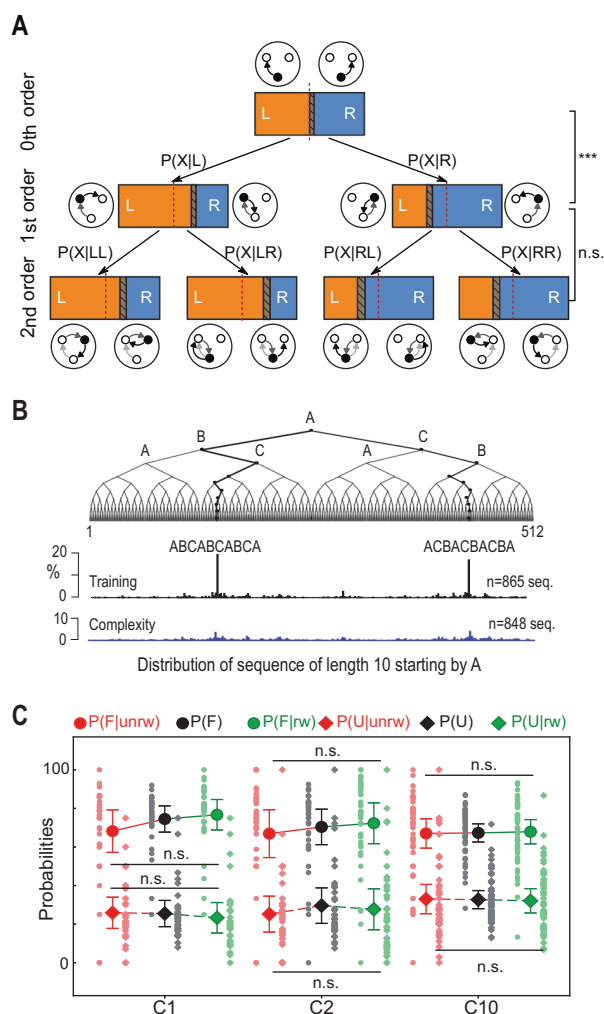 A
0th order
L R
***
P(X|L) P(X|R)
1st order
L R L R
n.s.
P(X|LL) P(X|LR) P(X|RL) P(X|RR)
2nd order
L R L R L R L R
B
A
B C
A C A B
1 512
ABCABCABCA ACBACBACBA
20
%
0
Training n=865 seq.
10
0
Complexity n=848 seq.
Distribution of sequence of length 10 starting by A
C
P(F|unrw) P(F) P(F|rw) P(U|unrw) P(U) P(U|rw)
Probabilities
100
0
n.s.
n.s.
n.s.
n.s.
n.s.
n.s.
C1 C2 C10